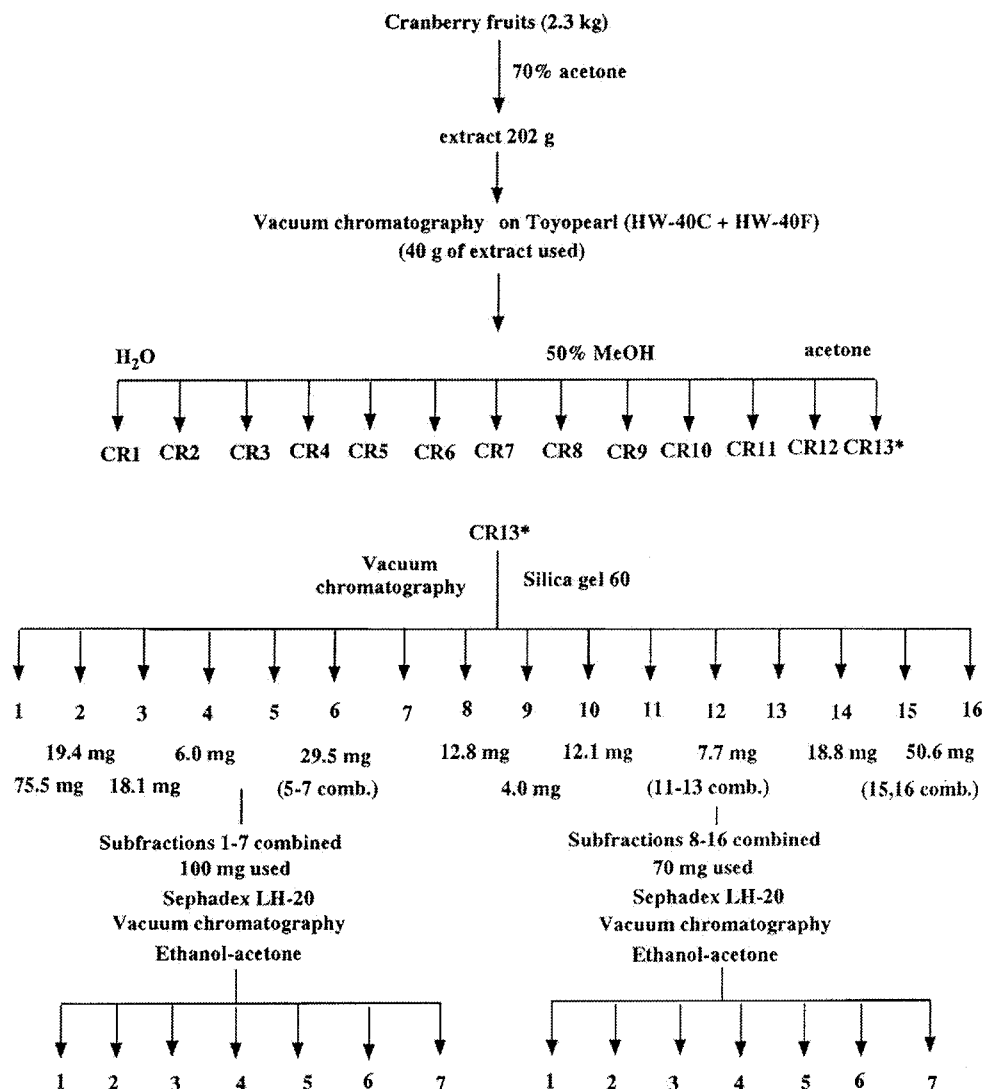 Cranberry fruits (2.3 kg)
70% acetone
extract 202 g
Vacuum chromatography on Toyopearl (HW-40C + HW-40F)
(40 g of extract used)
H₂O 50% MeOH acetone
CR1 CR2 CR3 CR4 CR5 CR6 CR7 CR8 CR9 CR10 CR11 CR12 CR13*
CR13*
Vacuum
chromatography
Silica gel 60
1 2 3 4 5 6 7 8 9 10 11 12 13 14 15 16
19.4 mg 6.0 mg 29.5 mg 12.8 mg 12.1 mg 7.7 mg 18.8 mg 50.6 mg
75.5 mg 18.1 mg (5-7 comb.) 4.0 mg (11-13 comb.) (15,16 comb.)
Subfractions 1-7 combined
100 mg used
Sephadex LH-20
Vacuum chromatography
Ethanol-acetone
1 2 3 4 5 6 7
Subfractions 8-16 combined
70 mg used
Sephadex LH-20
Vacuum chromatography
Ethanol-acetone
1 2 3 4 5 6 7